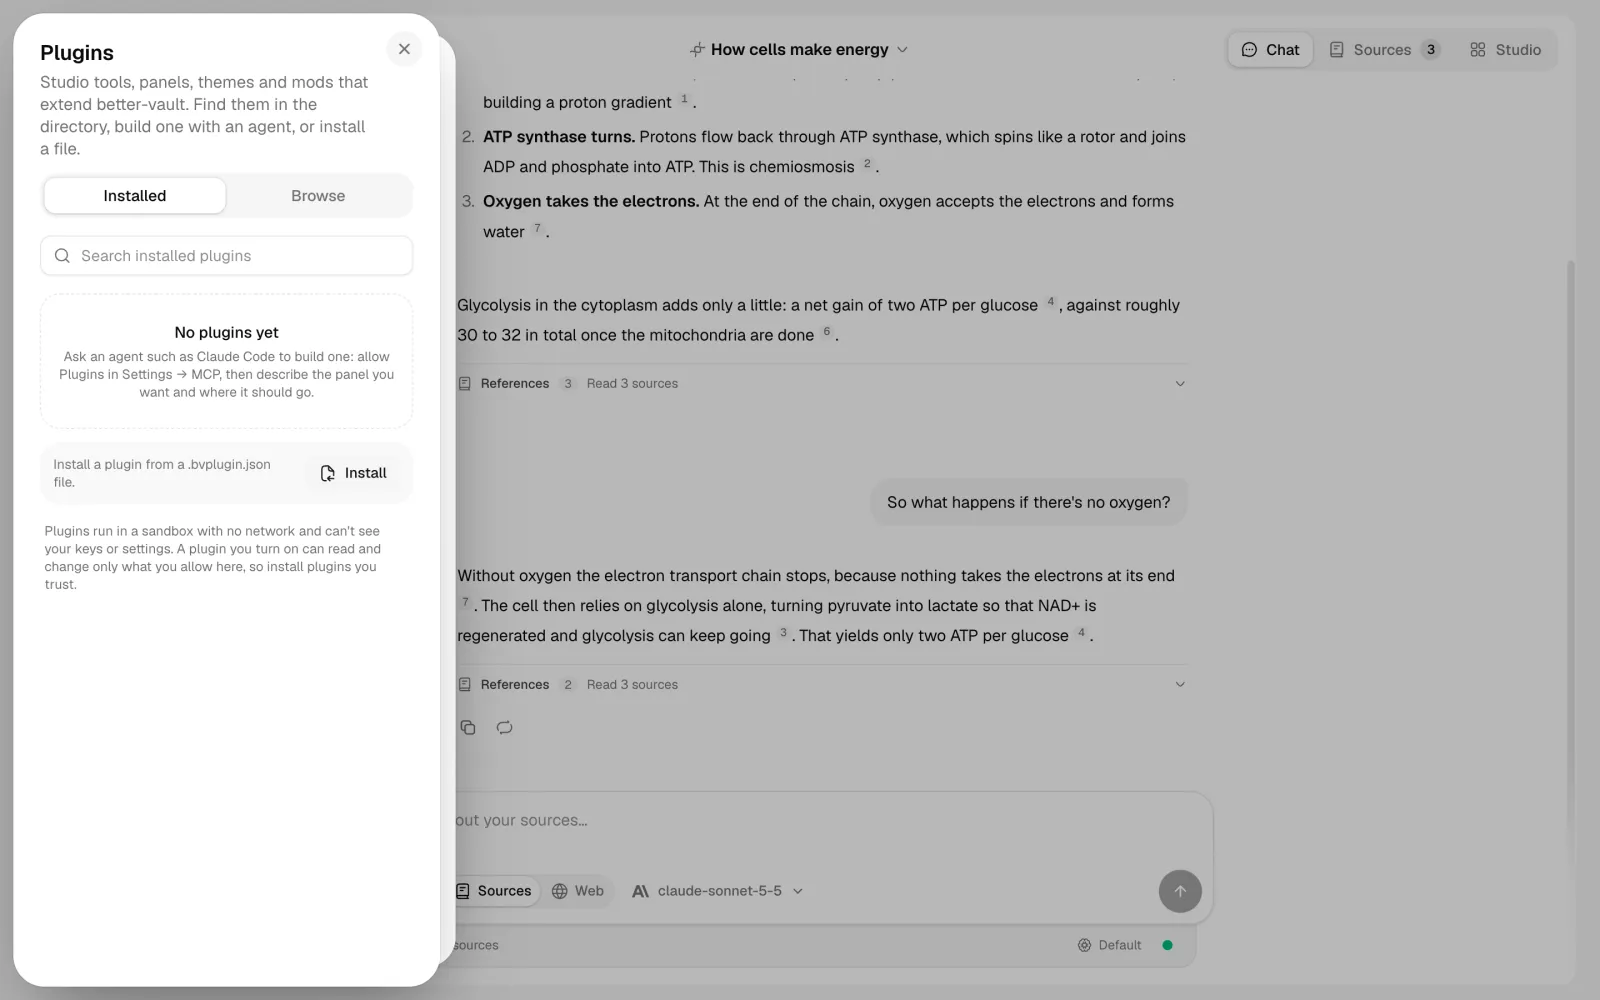 Plugins
Studio tools, panels, themes and mods that
extend better-vault. Find them in the
directory, build one with an agent, or install
a file.
Installed
Browse
Search installed plugins
No plugins yet
Ask an agent such as Claude Code to build one: allow
Plugins in Settings → MCP, then describe the panel you
want and where it should go.
Install a plugin from a .bvplugin.json
file.
Install
Plugins run in a sandbox with no network and can't see
your keys or settings. A plugin you turn on can read and
change only what you allow here, so install plugins you
trust.
How cells make energy
Chat
Sources 3
Studio
building a proton gradient 1 .
2. ATP synthase turns. Protons flow back through ATP synthase, which spins like a rotor and joins
ADP and phosphate into ATP. This is chemiosmosis 2 .
3. Oxygen takes the electrons. At the end of the chain, oxygen accepts the electrons and forms
water 7 .
Glycolysis in the cytoplasm adds only a little: a net gain of two ATP per glucose 4 , against roughly
30 to 32 in total once the mitochondria are done 6 .
References 3 Read 3 sources
So what happens if there's no oxygen?
Without oxygen the electron transport chain stops, because nothing takes the electrons at its end
7 . The cell then relies on glycolysis alone, turning pyruvate into lactate so that NAD+ is
regenerated and glycolysis can keep going 3 . That yields only two ATP per glucose 4 .
References 2 Read 3 sources
out your sources...
Sources
Web
claude-sonnet-5-5
sources
Default